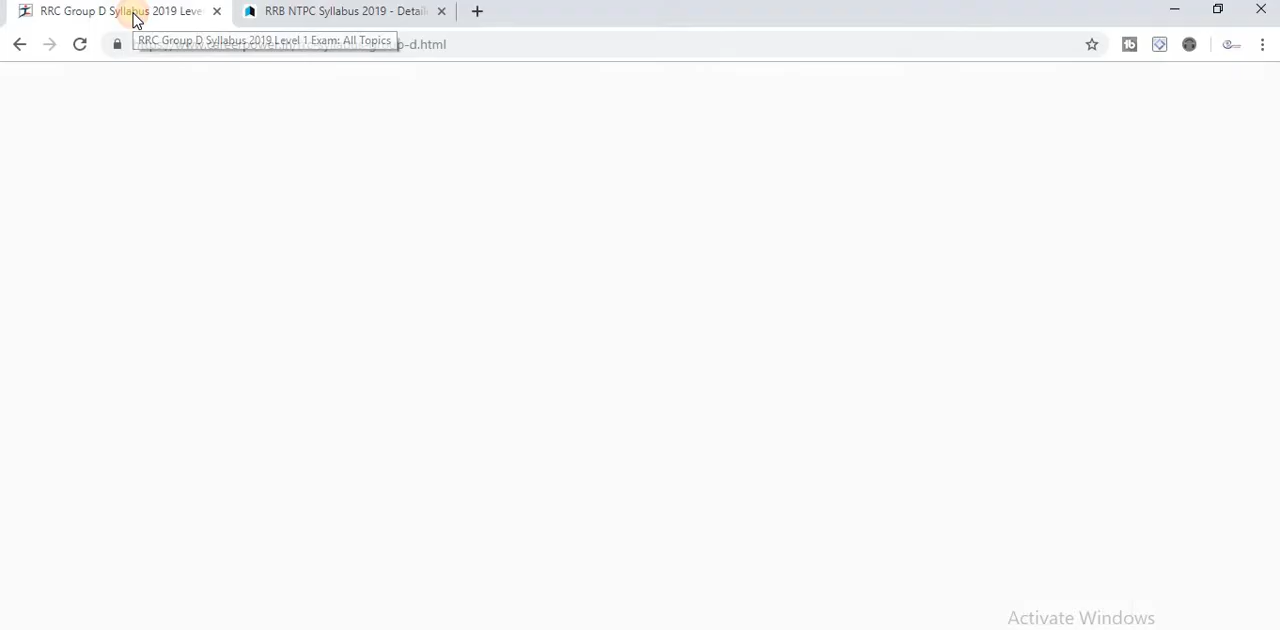 RRC Group D Syllabus 2019 Leve
RRB NTPC Syllabus 2019 - Detail
RRC Group D Syllabus 2019 Level 1 Exam: All Topics
-d.html
Activate Windows